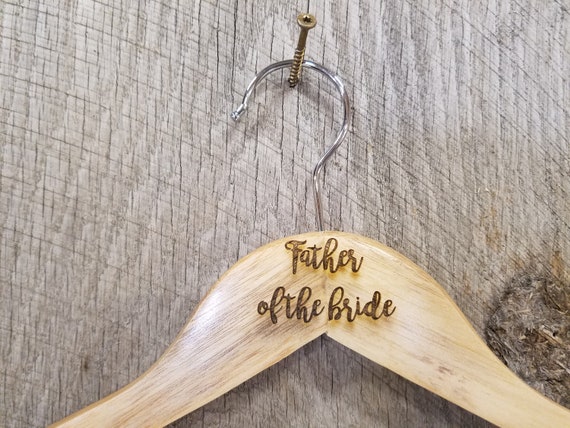 Father
of the bride